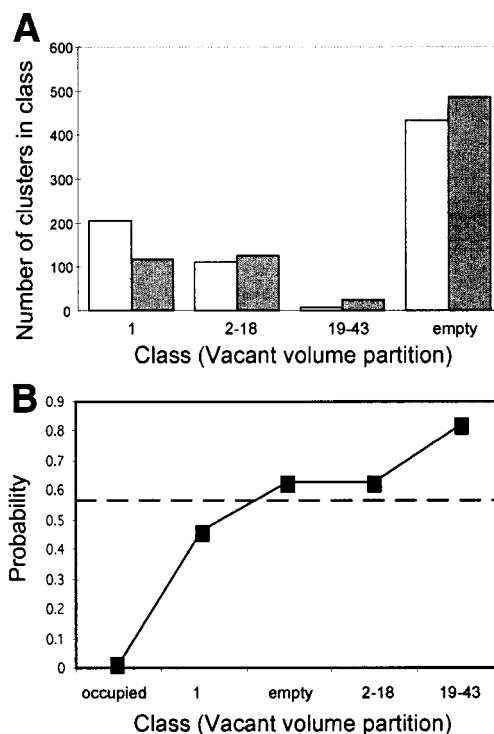 A
Number of clusters in class
600
500
400
300
200
100
0
1
2-18
19-43
empty
Class (Vacant volume partition)
B
Probability
0.9
0.8
0.7
0.6
0.5
0.4
0.3
0.2
0.1
0
occupied
1
empty
2-18
19-43
Class (Vacant volume partition)